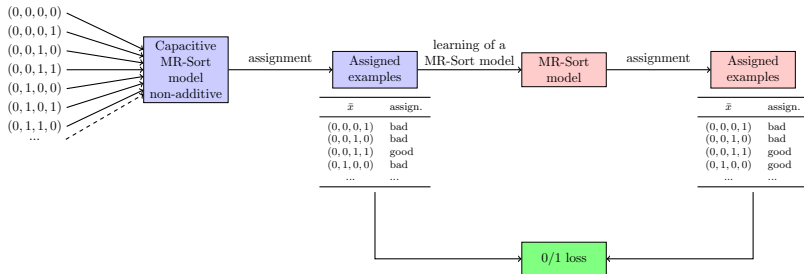 (0, 0, 0, 0)
(0, 0, 0, 1)
(0, 0, 1, 0)
(0, 0, 1, 1)
(0, 1, 0, 0)
(0, 1, 0, 1)
(0, 1, 1, 0)
...
Capacitive
MR-Sort
model
non-additive
assignment
Assigned
examples
x̄ assign.
(0, 0, 0, 1) bad
(0, 0, 1, 0) bad
(0, 0, 1, 1) good
(0, 1, 0, 0) bad
... ...
learning of a
MR-Sort model
MR-Sort
model
assignment
Assigned
examples
x̄ assign.
(0, 0, 0, 1) bad
(0, 0, 1, 0) bad
(0, 0, 1, 1) good
(0, 1, 0, 0) good
... ...
0/1 loss